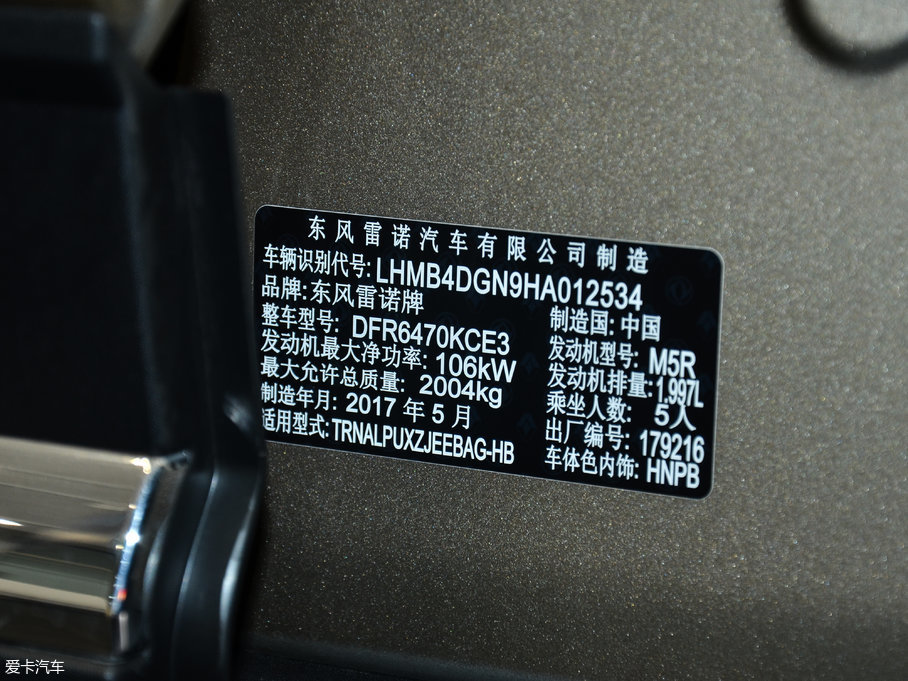 东风雷诺汽车有限公司制造
车辆识别代号: LHMB4DGN9HA012534
品牌: 东风雷诺牌 制造国: 中国
整车型号: DFR6470KCE3 发动机型号: M5R
发动机最大净功率: 106kW 发动机排量: 1.997L
最大允许总质量: 2004kg 乘坐人数: 5人
制造年月: 2017 年 5 月 出厂编号: 179216
适用型式: TRNALPUXZJEEBAG-HB 车体色内饰: HNPB
爱卡汽车